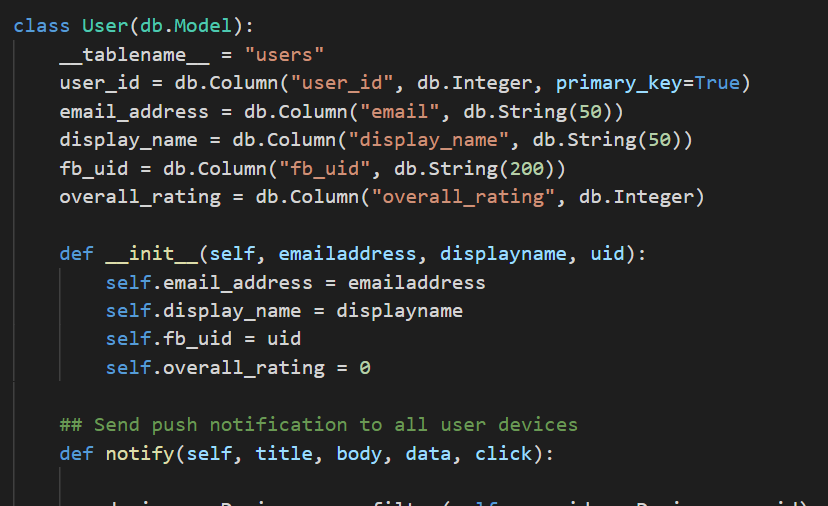 class User(db.Model):
    __tablename__ = "users"
    user_id = db.Column("user_id", db.Integer, primary_key=True)
    email_address = db.Column("email", db.String(50))
    display_name = db.Column("display_name", db.String(50))
    fb_uid = db.Column("fb_uid", db.String(200))
    overall_rating = db.Column("overall_rating", db.Integer)
    def __init__(self, emailaddress, displayname, uid):
        self.email_address = emailaddress
        self.display_name = displayname
        self.fb_uid = uid
        self.overall_rating = 0
    ## Send push notification to all user devices
    def notify(self, title, body, data, click):